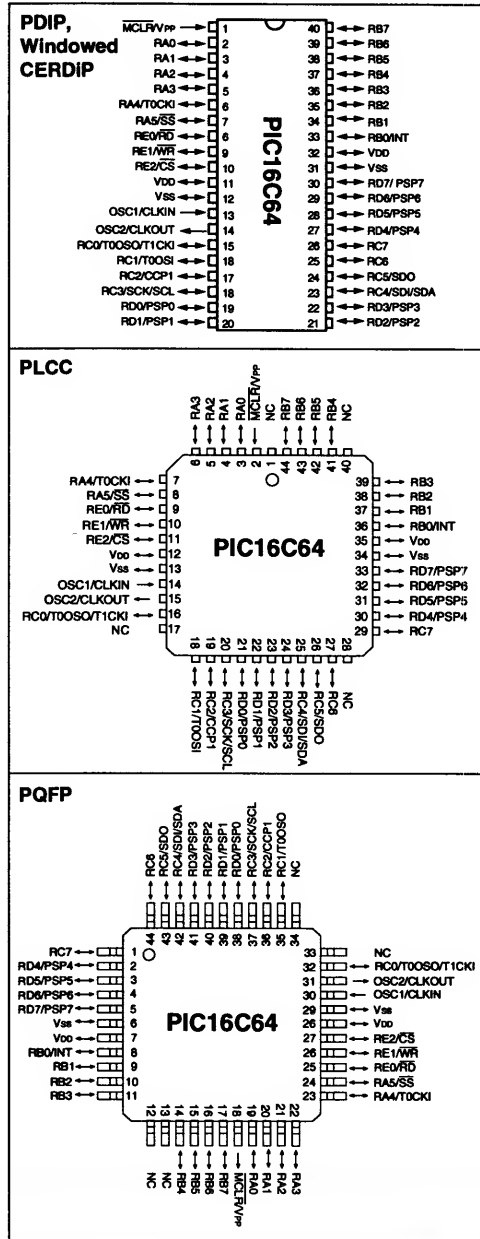 PDIP,
Windowed
CERDiP
MCLR/VPP 1 40 RB7
RA0 2 39 RB6
RA1 3 38 RB5
RA2 4 37 RB4
RA3 5 36 RB3
RA4/T0CKI 6 35 RB2
RA5/SS 7 34 RB1
RE0/RD 8 33 RB0/INT
RE1/WR 9 32 VDD
RE2/CS 10 31 VSS
VDD 11 30 RD7/PSP7
VSS 12 29 RD6/PSP6
OSC1/CLKIN 13 28 RD5/PSP5
OSC2/CLKOUT 14 27 RD4/PSP4
RC0/T0OSO/T1CKI 15 26 RC7
RC1/T0OSI 16 25 RC6
RC2/CCP1 17 24 RC5/SDO
RC3/SCK/SCL 18 23 RC4/SDI/SDA
RD0/PSP0 19 22 RD3/PSP3
RD1/PSP1 20 21 RD2/PSP2
PIC16C64
PLCC
RA3 RA2 RA1 RA0 MCLR/VPP NC RB7 RB6 RB5 RB4 NC
6 5 4 3 2 1 44 43 42 41 40
RA4/T0CKI 7 39 RB3
RA5/SS 8 38 RB2
RE0/RD 9 37 RB1
RE1/WR 10 36 RB0/INT
RE2/CS 11 35 VDD
VDD 12 34 VSS
VSS 13 33 RD7/PSP7
OSC1/CLKIN 14 32 RD6/PSP6
OSC2/CLKOUT 15 31 RD5/PSP5
RC0/T0OSO/T1CKI 16 30 RD4/PSP4
NC 17 29 RC7
PIC16C64
18 19 20 21 22 23 24 25 26 27 28
RC1/T0OSI RC2/CCP1 RC3/SCK/SCL RD0/PSP0 RD1/PSP1 RD2/PSP2 RD3/PSP3 RC4/SDI/SDA RC5/SDO RC6 NC
PQFP
RC6 RC5/SDO RC4/SDI/SDA RD3/PSP3 RD2/PSP2 RD1/PSP1 RD0/PSP0 RC3/SCK/SCL RC2/CCP1 RC1/T0OSO NC
44 43 42 41 40 39 38 37 36 35 34
RC7 1 33 NC
RD4/PSP4 2 32 RC0/T0OSO/T1CKI
RD5/PSP5 3 31 OSC2/CLKOUT
RD6/PSP6 4 30 OSC1/CLKIN
RD7/PSP7 5 29 VSS
VSS 6 28 VDD
VDD 7 27 RE2/CS
RB0/INT 8 26 RE1/WR
RB1 9 25 RE0/RD
RB2 10 24 RA5/SS
RB3 11 23 RA4/T0CKI
PIC16C64
12 13 14 15 16 17 18 19 20 21 22
NC NC RB4 RB5 RB6 RB7 MCLR/VPP RA0 RA1 RA2 RA3